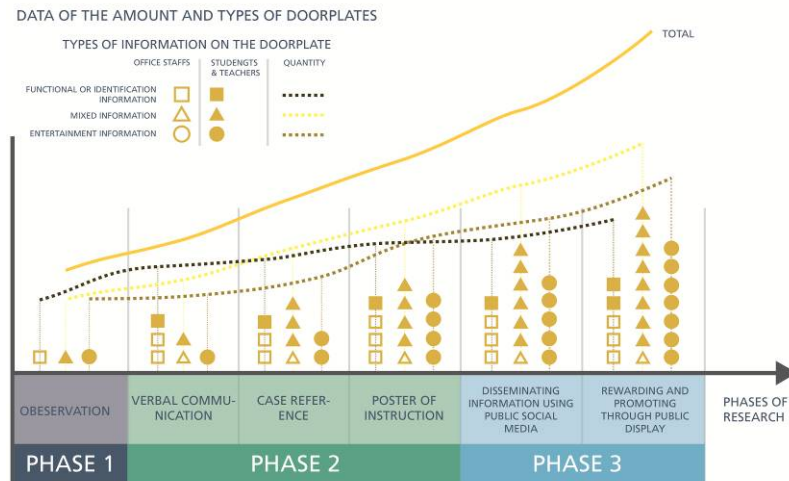 DATA OF THE AMOUNT AND TYPES OF DOORPLATES
TYPES OF INFORMATION ON THE DOORPLATE
OFFICE STAFFS
STUDENGTS
& TEACHERS
QUANTITY
FUNCTIONAL OR IDENTIFICATION
INFORMATION
MIXED INFORMATION
ENTERTAINMENT INFORMATION
TOTAL
OBESERVATION
VERBAL COMMU-
NICATION
CASE REFER-
ENCE
POSTER OF
INSTRUCTION
DISSEMINATING
INFORMATION USING
PUBLIC SOCIAL
MEDIA
REWARDING AND
PROMOTING
THROUGH PUBLIC
DISPLAY
PHASES OF
RESEARCH
PHASE 1
PHASE 2
PHASE 3